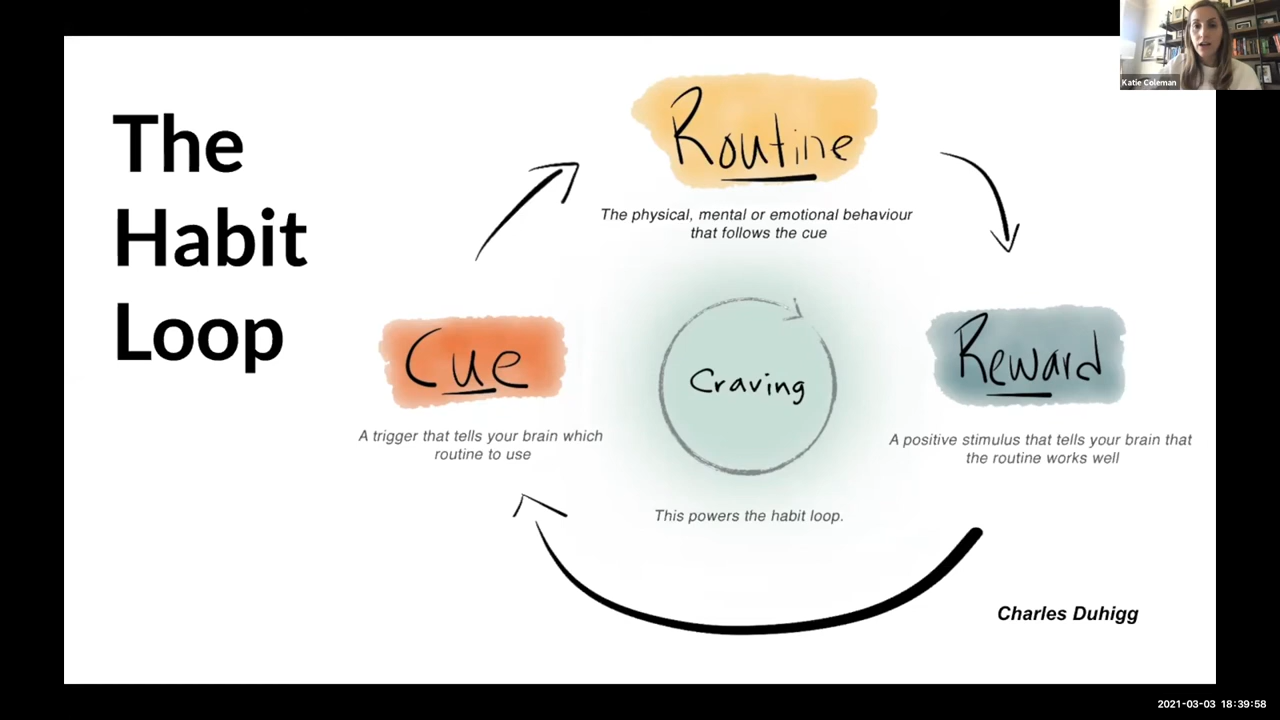 Katie Coleman
The
Habit
Loop
Routine
The physical, mental or emotional behaviour
that follows the cue
Cue
A trigger that tells your brain which
routine to use
Craving
This powers the habit loop.
Reward
A positive stimulus that tells your brain that
the routine works well
Charles Duhigg
2021-03-03 18:39:58